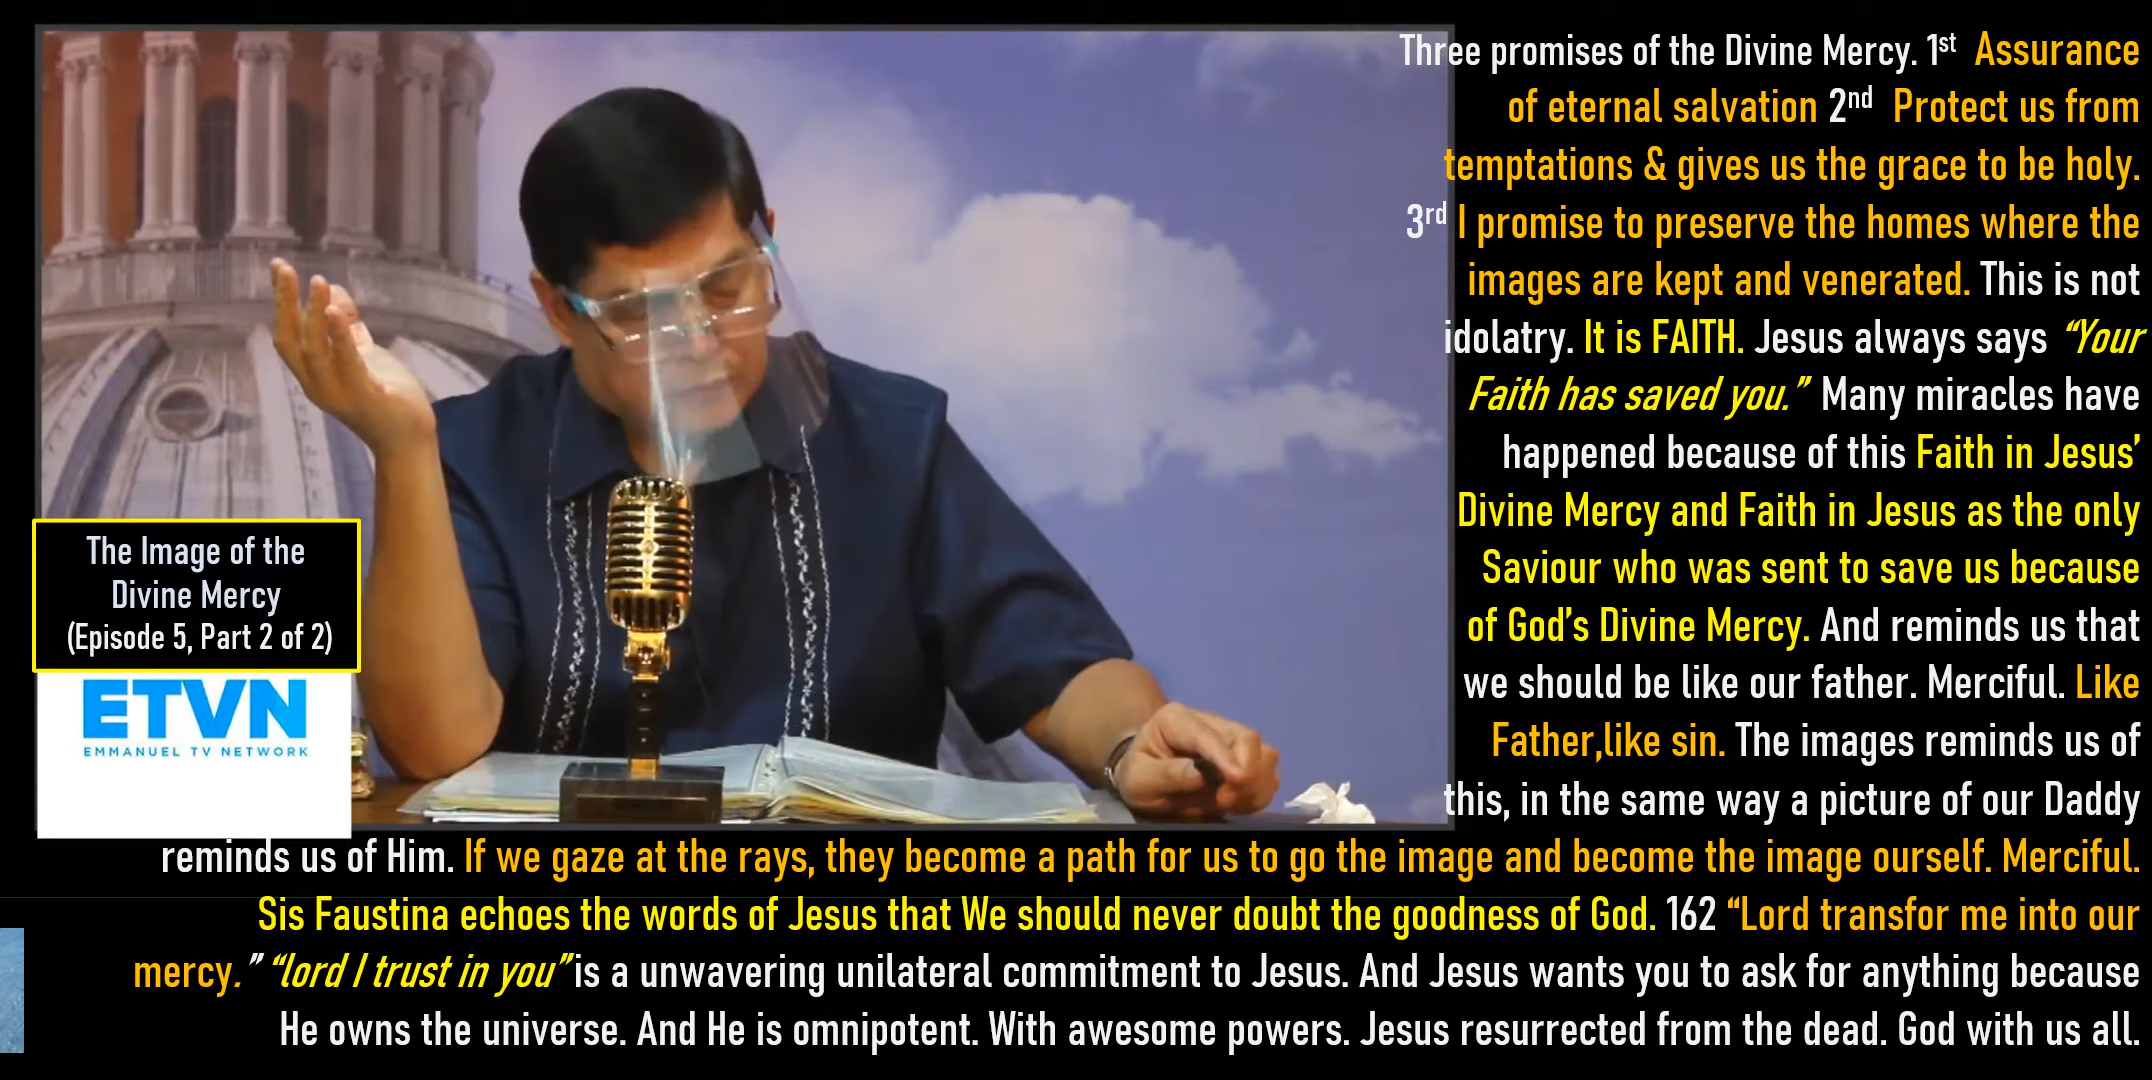 Three promises of the Divine Mercy. 1st Assurance
of eternal salvation 2nd Protect us from
temptations & gives us the grace to be holy.
3rd I promise to preserve the homes where the
images are kept and venerated. This is not
idolatry. It is FAITH. Jesus always says “Your
Faith has saved you.” Many miracles have
happened because of this Faith in Jesus’
Divine Mercy and Faith in Jesus as the only
Saviour who was sent to save us because
of God’s Divine Mercy. And reminds us that
we should be like our father. Merciful. Like
Father,like sin. The images reminds us of
this, in the same way a picture of our Daddy
reminds us of Him. If we gaze at the rays, they become a path for us to go the image and become the image ourself. Merciful.
Sis Faustina echoes the words of Jesus that We should never doubt the goodness of God. 162 “Lord transfor me into our
mercy.” “lord I trust in you”is a unwavering unilateral commitment to Jesus. And Jesus wants you to ask for anything because
He owns the universe. And He is omnipotent. With awesome powers. Jesus resurrected from the dead. God with us all.
The Image of the
Divine Mercy
(Episode 5, Part 2 of 2)
ETVN
EMMANUEL TV NETWORK